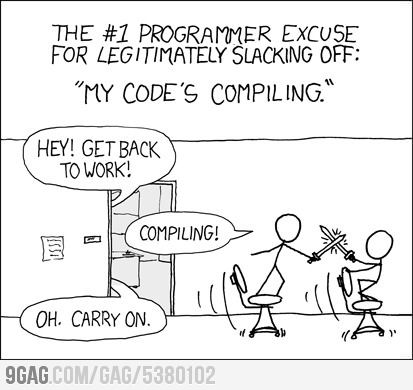 THE #1 PROGRAMMER EXCUSE
FOR LEGITIMATELY SLACKING OFF:
"MY CODE'S COMPILING."
HEY! GET BACK
TO WORK!
COMPILING!
OH. CARRY ON.
9GAG.COM/GAG/5380102